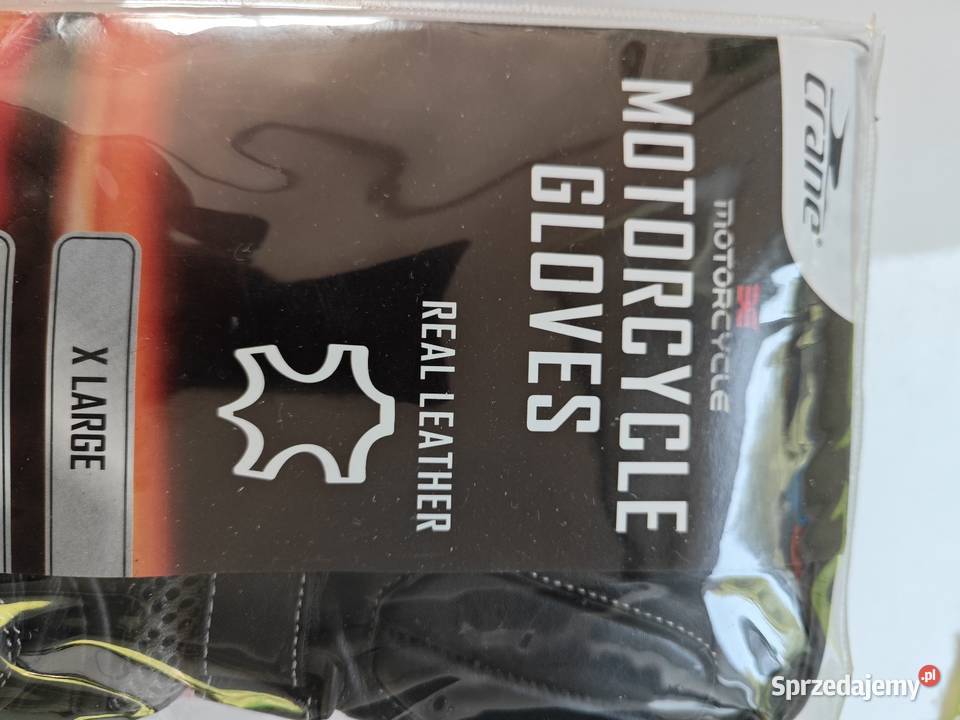 crane
MOTORCYCLE
MOTORCYCLE
GLOVES
REAL LEATHER
X LARGE
Sprzedajemy.pl